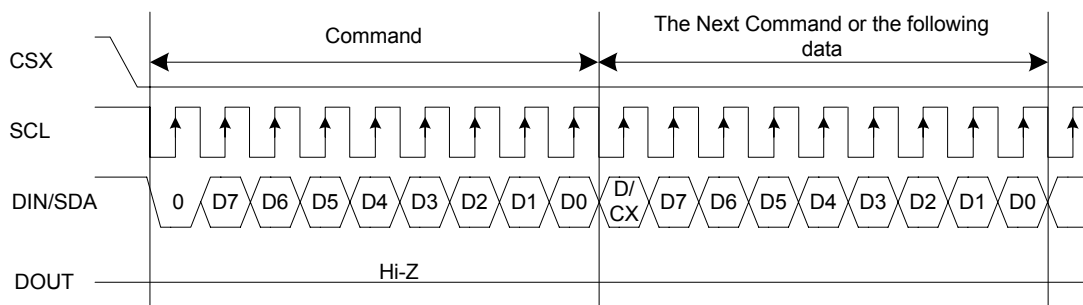 Command
The Next Command or the following
data
CSX
SCL
DIN/SDA
0 D7 D6 D5 D4 D3 D2 D1 D0 D/
CX D7 D6 D5 D4 D3 D2 D1 D0
DOUT
Hi-Z